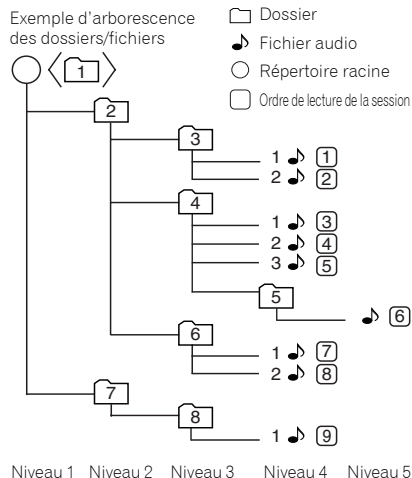 Exemple d'arborescence
des dossiers/fichiers
Dossier
Fichier audio
Répertoire racine
Ordre de lecture de la session
1
2
3
1 1
2 2
4
1 3
2 4
3 5
5
6
6
1 7
2 8
7
8
1 9
Niveau 1 Niveau 2 Niveau 3 Niveau 4 Niveau 5